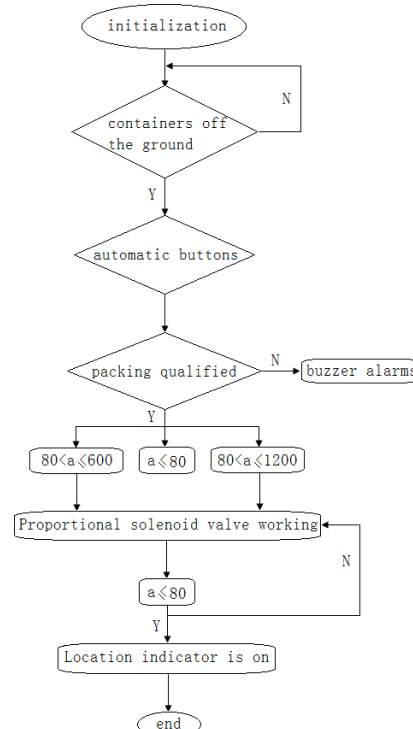 initialization
N
containers off
the ground
Y
automatic buttons
packing qualified
N
buzzer alarms
Y
80<a⩽600
a⩽80
80<a⩽1200
Proportional solenoid valve working
N
a⩽80
Y
Location indicator is on
end